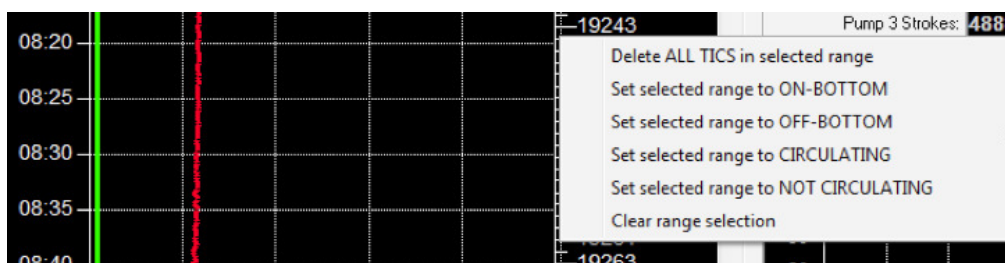 08:20
19243
Pump 3 Strokes: 488
Delete ALL TICS in selected range
08:25
Set selected range to ON-BOTTOM
Set selected range to OFF-BOTTOM
08:30
Set selected range to CIRCULATING
Set selected range to NOT CIRCULATING
08:35
Clear range selection
08:40
19263